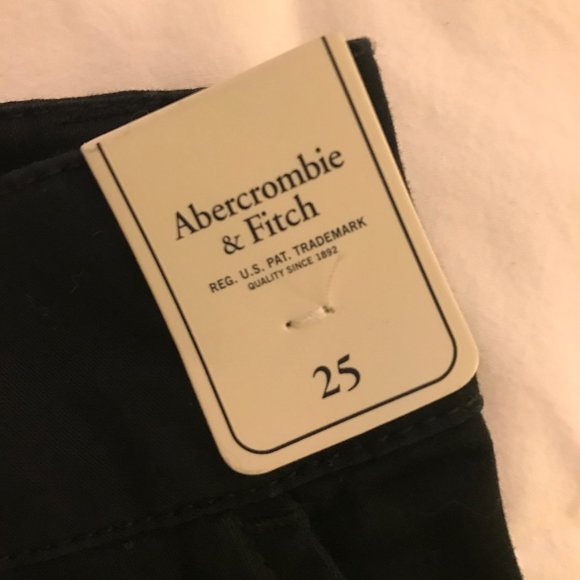 Abercrombie
& Fitch
REG. U.S. PAT. TRADEMARK
QUALITY SINCE 1892
25